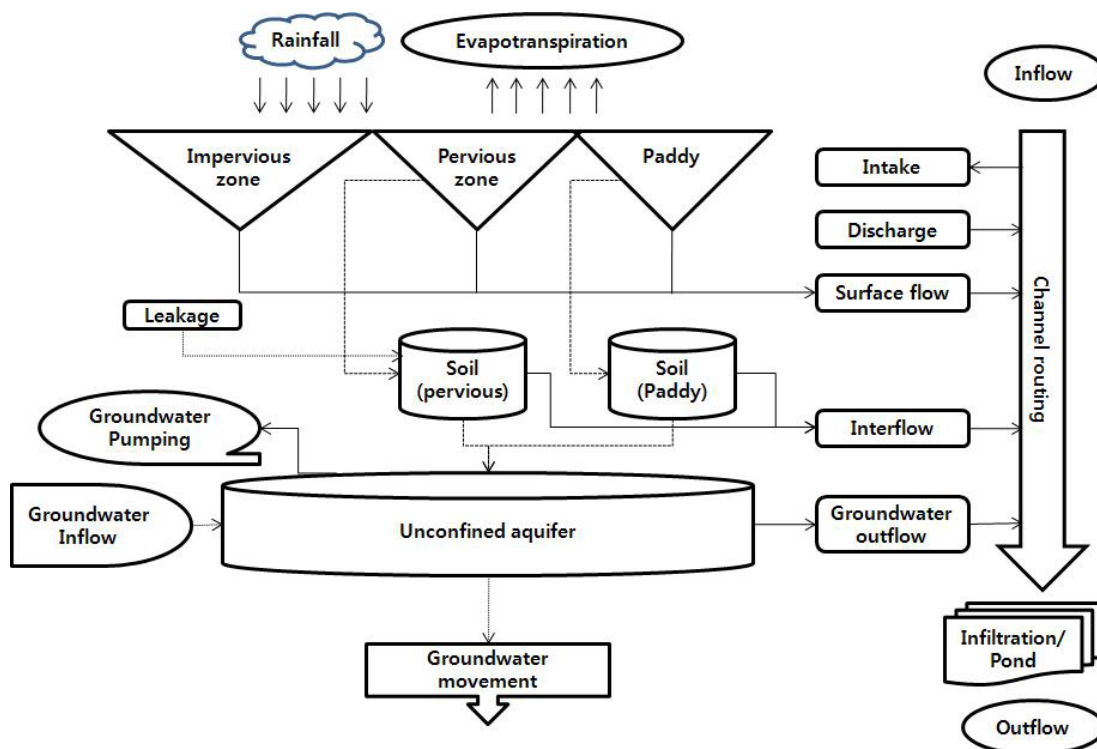 Rainfall
Evapotranspiration
Inflow
Impervious
zone
Pervious
zone
Paddy
Intake
Discharge
Surface flow
Channel routing
Leakage
Soil
(pervious)
Soil
(Paddy)
Groundwater
Pumping
Interflow
Groundwater
Inflow
Unconfined aquifer
Groundwater
outflow
Groundwater
movement
Infiltration/
Pond
Outflow